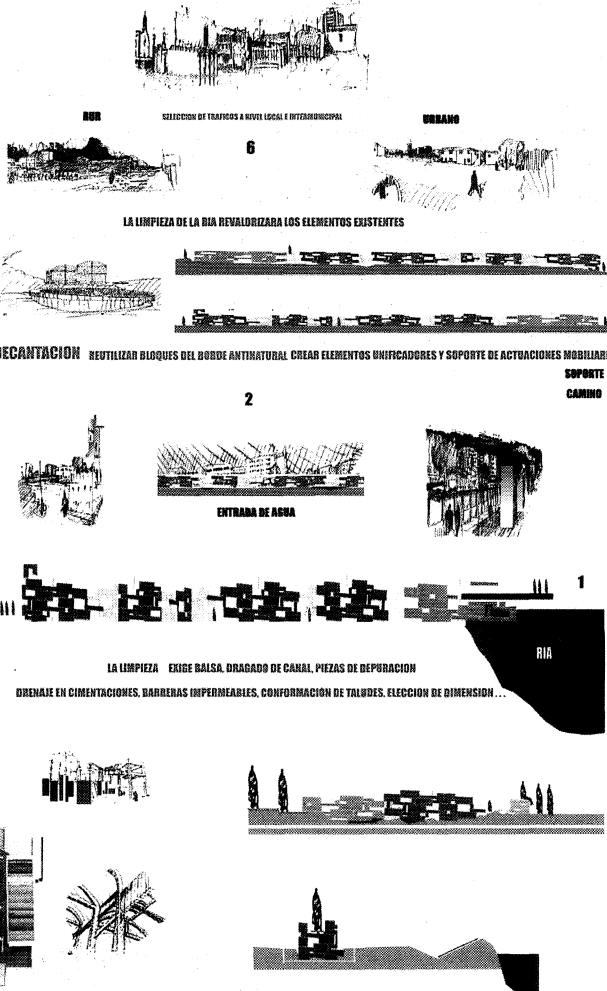 RUR
SELECCION DE TRAFICOS A NIVEL LOCAL E INTERMUNICIPAL
URBANO
6
LA LIMPIEZA DE LA RIA REVALORIZARA LOS ELEMENTOS EXISTENTES
DECANTACION REUTILIZAR BLOQUES DEL BORDE ANTINATURAL CREAR ELEMENTOS UNIFICADORES Y SOPORTE DE ACTUACIONES MOBILIAR
SOPORTE
CAMINO
2
ENTRADA DE AGUA
1
RIA
LA LIMPIEZA EXIGE BALSA, DRAGADO DE CANAL, PIEZAS DE DEPURACION
DRENAJE EN CIMENTACIONES, BARRERAS IMPERMEABLES, CONFORMACION DE TALUDES, ELECCION DE DIMENSION...